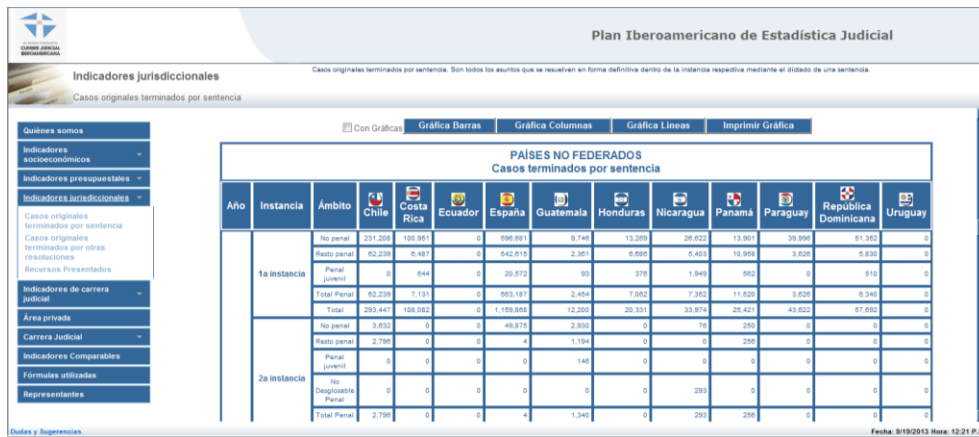 CUMBRE JUDICIAL
IBEROAMERICANA
Plan Iberoamericano de Estadística Judicial
Indicadores jurisdiccionales
Casos originales terminados por sentencia. Son todos los asuntos que se resuelven en forma definitiva dentro de la instancia respectiva mediante el dictado de una sentencia.
Casos originales terminados por sentencia
Con Gráficas Gráfica Barras Gráfica Columnas Gráfica Lineas Imprimir Gráfica
Quiénes somos
Indicadores
socioeconómicos
Indicadores presupuestales
Indicadores jurisdiccionales
Casos originales
terminados por sentencia
Casos originales
terminados por otras
resoluciones
Recursos Presentados
Indicadores de carrera
judicial
Área privada
Carrera Judicial
Indicadores Comparables
Fórmulas utilizadas
Representantes
PAÍSES NO FEDERADOS
Casos terminados por sentencia
Año Instancia Ámbito Chile Costa Rica Ecuador España Guatemala Honduras Nicaragua Panamá Paraguay República Dominicana Uruguay
1a instancia
No penal 231,208 100,951 0 596,681 9,746 13,269 26,622 13,901 39,996 51,352 0
Resto penal 62,239 6,487 0 542,615 2,361 6,686 5,403 10,958 3,626 5,830 0
Penal juvenil 0 644 0 20,572 93 376 1,949 562 0 510 0
Total Penal 62,239 7,131 0 563,187 2,454 7,062 7,352 11,520 3,626 6,340 0
Total 293,447 108,082 0 1,159,868 12,200 20,331 33,974 25,421 43,622 57,692 0
2a instancia
No penal 3,632 0 0 49,875 2,930 0 76 250 0 0 0
Resto penal 2,796 0 0 4 1,194 0 0 256 0 0 0
Penal juvenil 0 0 0 0 146 0 0 0 0 0 0
No Desglosable Penal 0 0 0 0 0 0 293 0 0 0 0
Total Penal 2,796 0 0 4 1,340 0 293 256 0 0 0
Dudas y Sugerencias
Fecha: 9/19/2013 Hora: 12:21